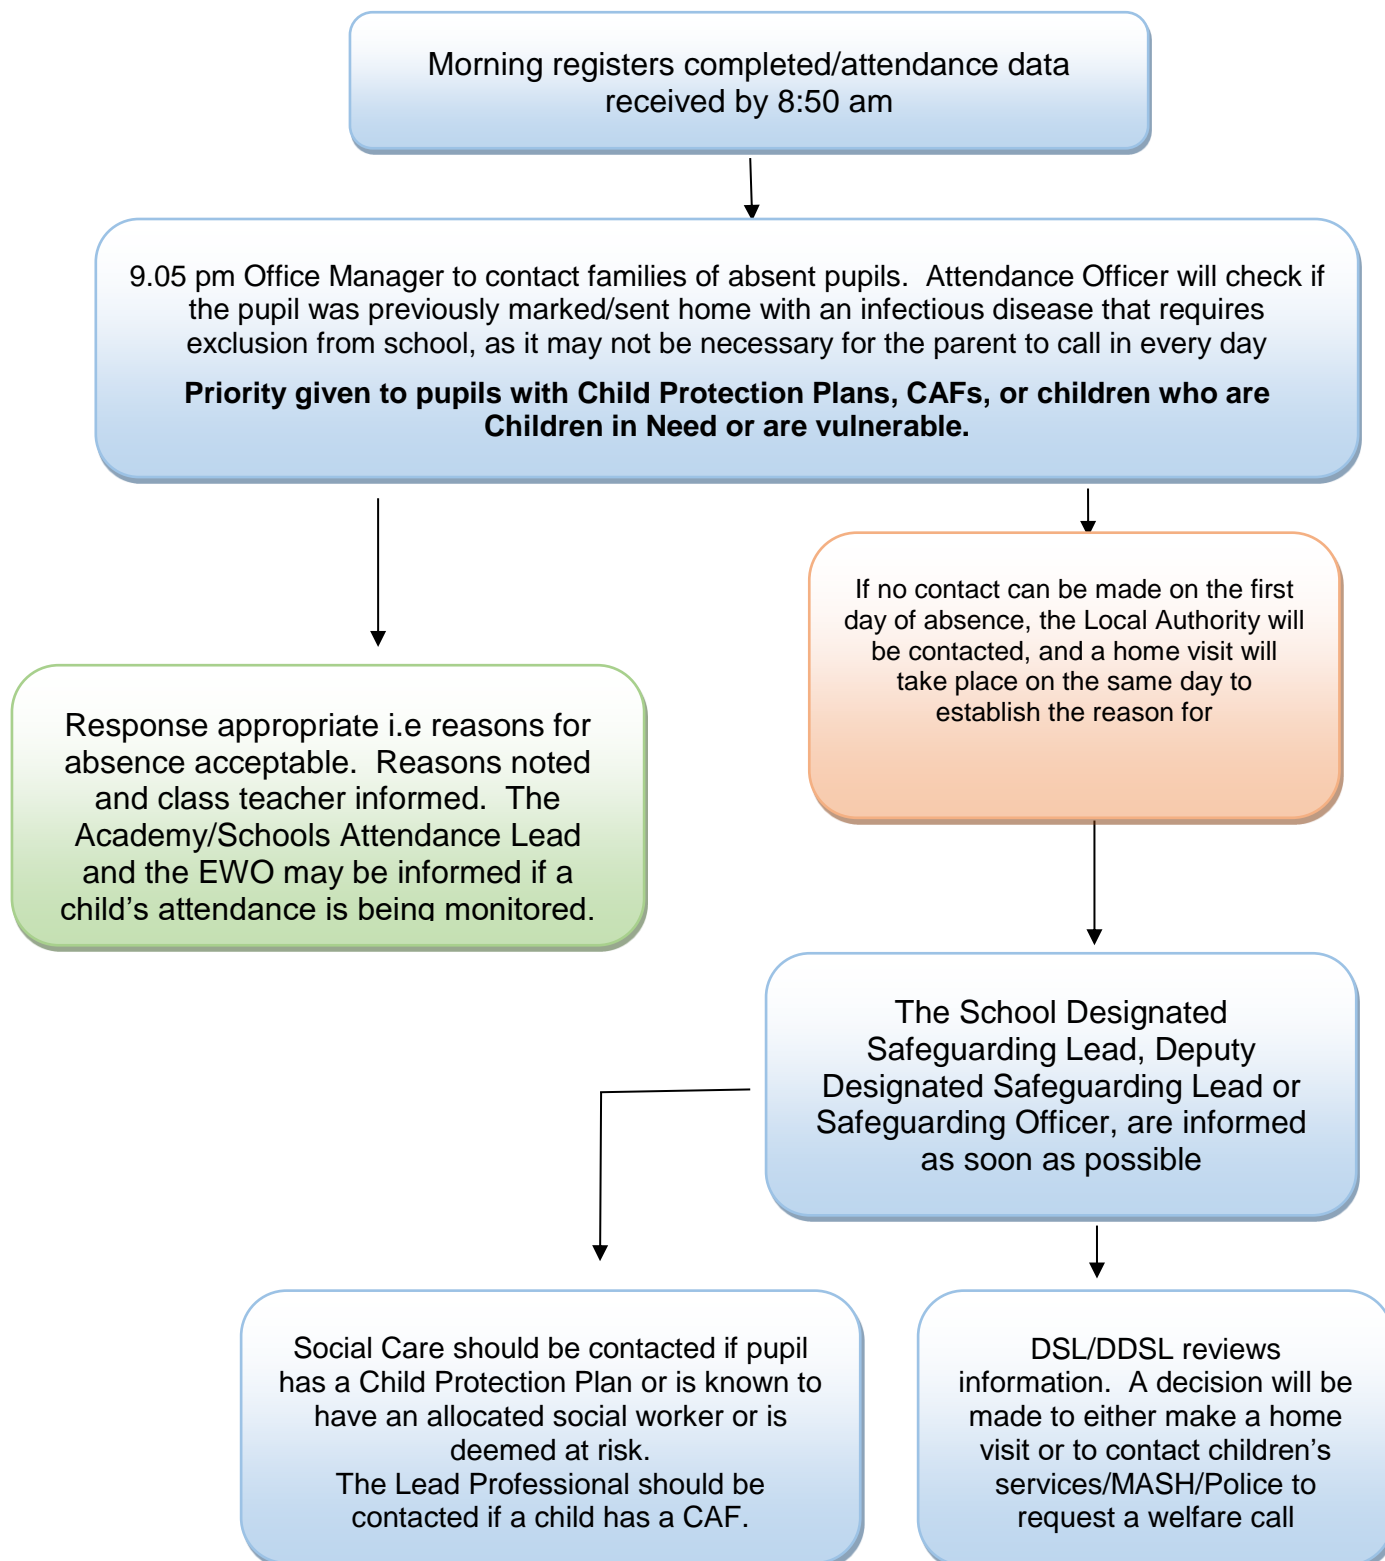 Morning registers completed/attendance data
received by 8:50 am
9.05 pm Office Manager to contact families of absent pupils.  Attendance Officer will check if
the pupil was previously marked/sent home with an infectious disease that requires
exclusion from school, as it may not be necessary for the parent to call in every day
Priority given to pupils with Child Protection Plans, CAFs, or children who are
Children in Need or are vulnerable.
If no contact can be made on the first
day of absence, the Local Authority will
be contacted, and a home visit will
take place on the same day to
establish the reason for
Response appropriate i.e reasons for
absence acceptable.  Reasons noted
and class teacher informed.  The
Academy/Schools Attendance Lead
and the EWO may be informed if a
child’s attendance is being monitored.
The School Designated
Safeguarding Lead, Deputy
Designated Safeguarding Lead or
Safeguarding Officer, are informed
as soon as possible
Social Care should be contacted if pupil
has a Child Protection Plan or is known to
have an allocated social worker or is
deemed at risk.
The Lead Professional should be
contacted if a child has a CAF.
DSL/DDSL reviews
information.  A decision will be
made to either make a home
visit or to contact children’s
services/MASH/Police to
request a welfare call